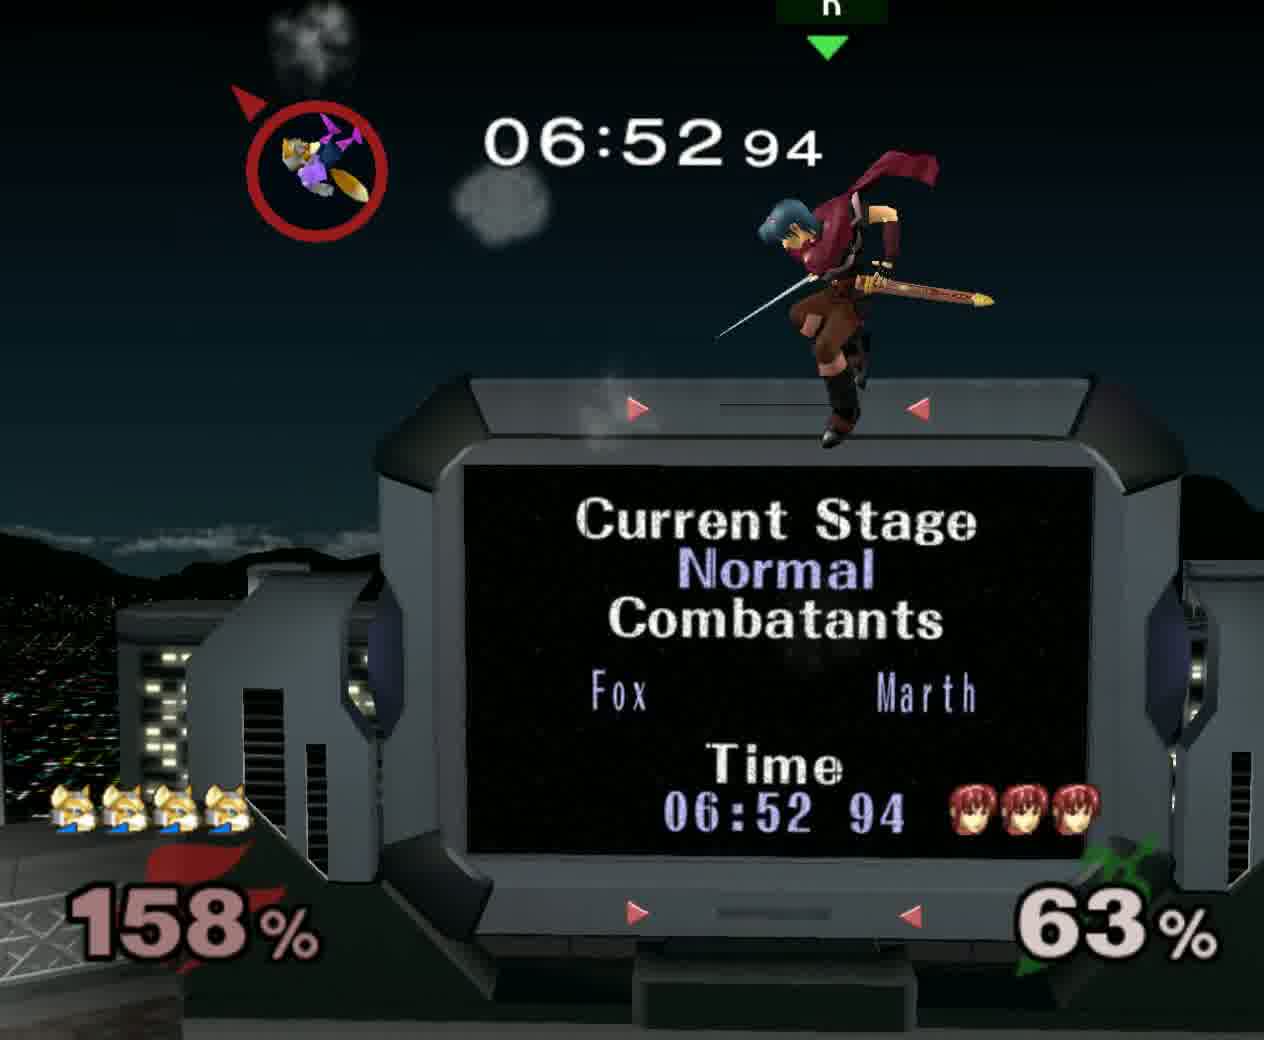 n
06:52 94
Current Stage
Normal
Combatants
Fox Marth
Time
06:52 94
158% 63%